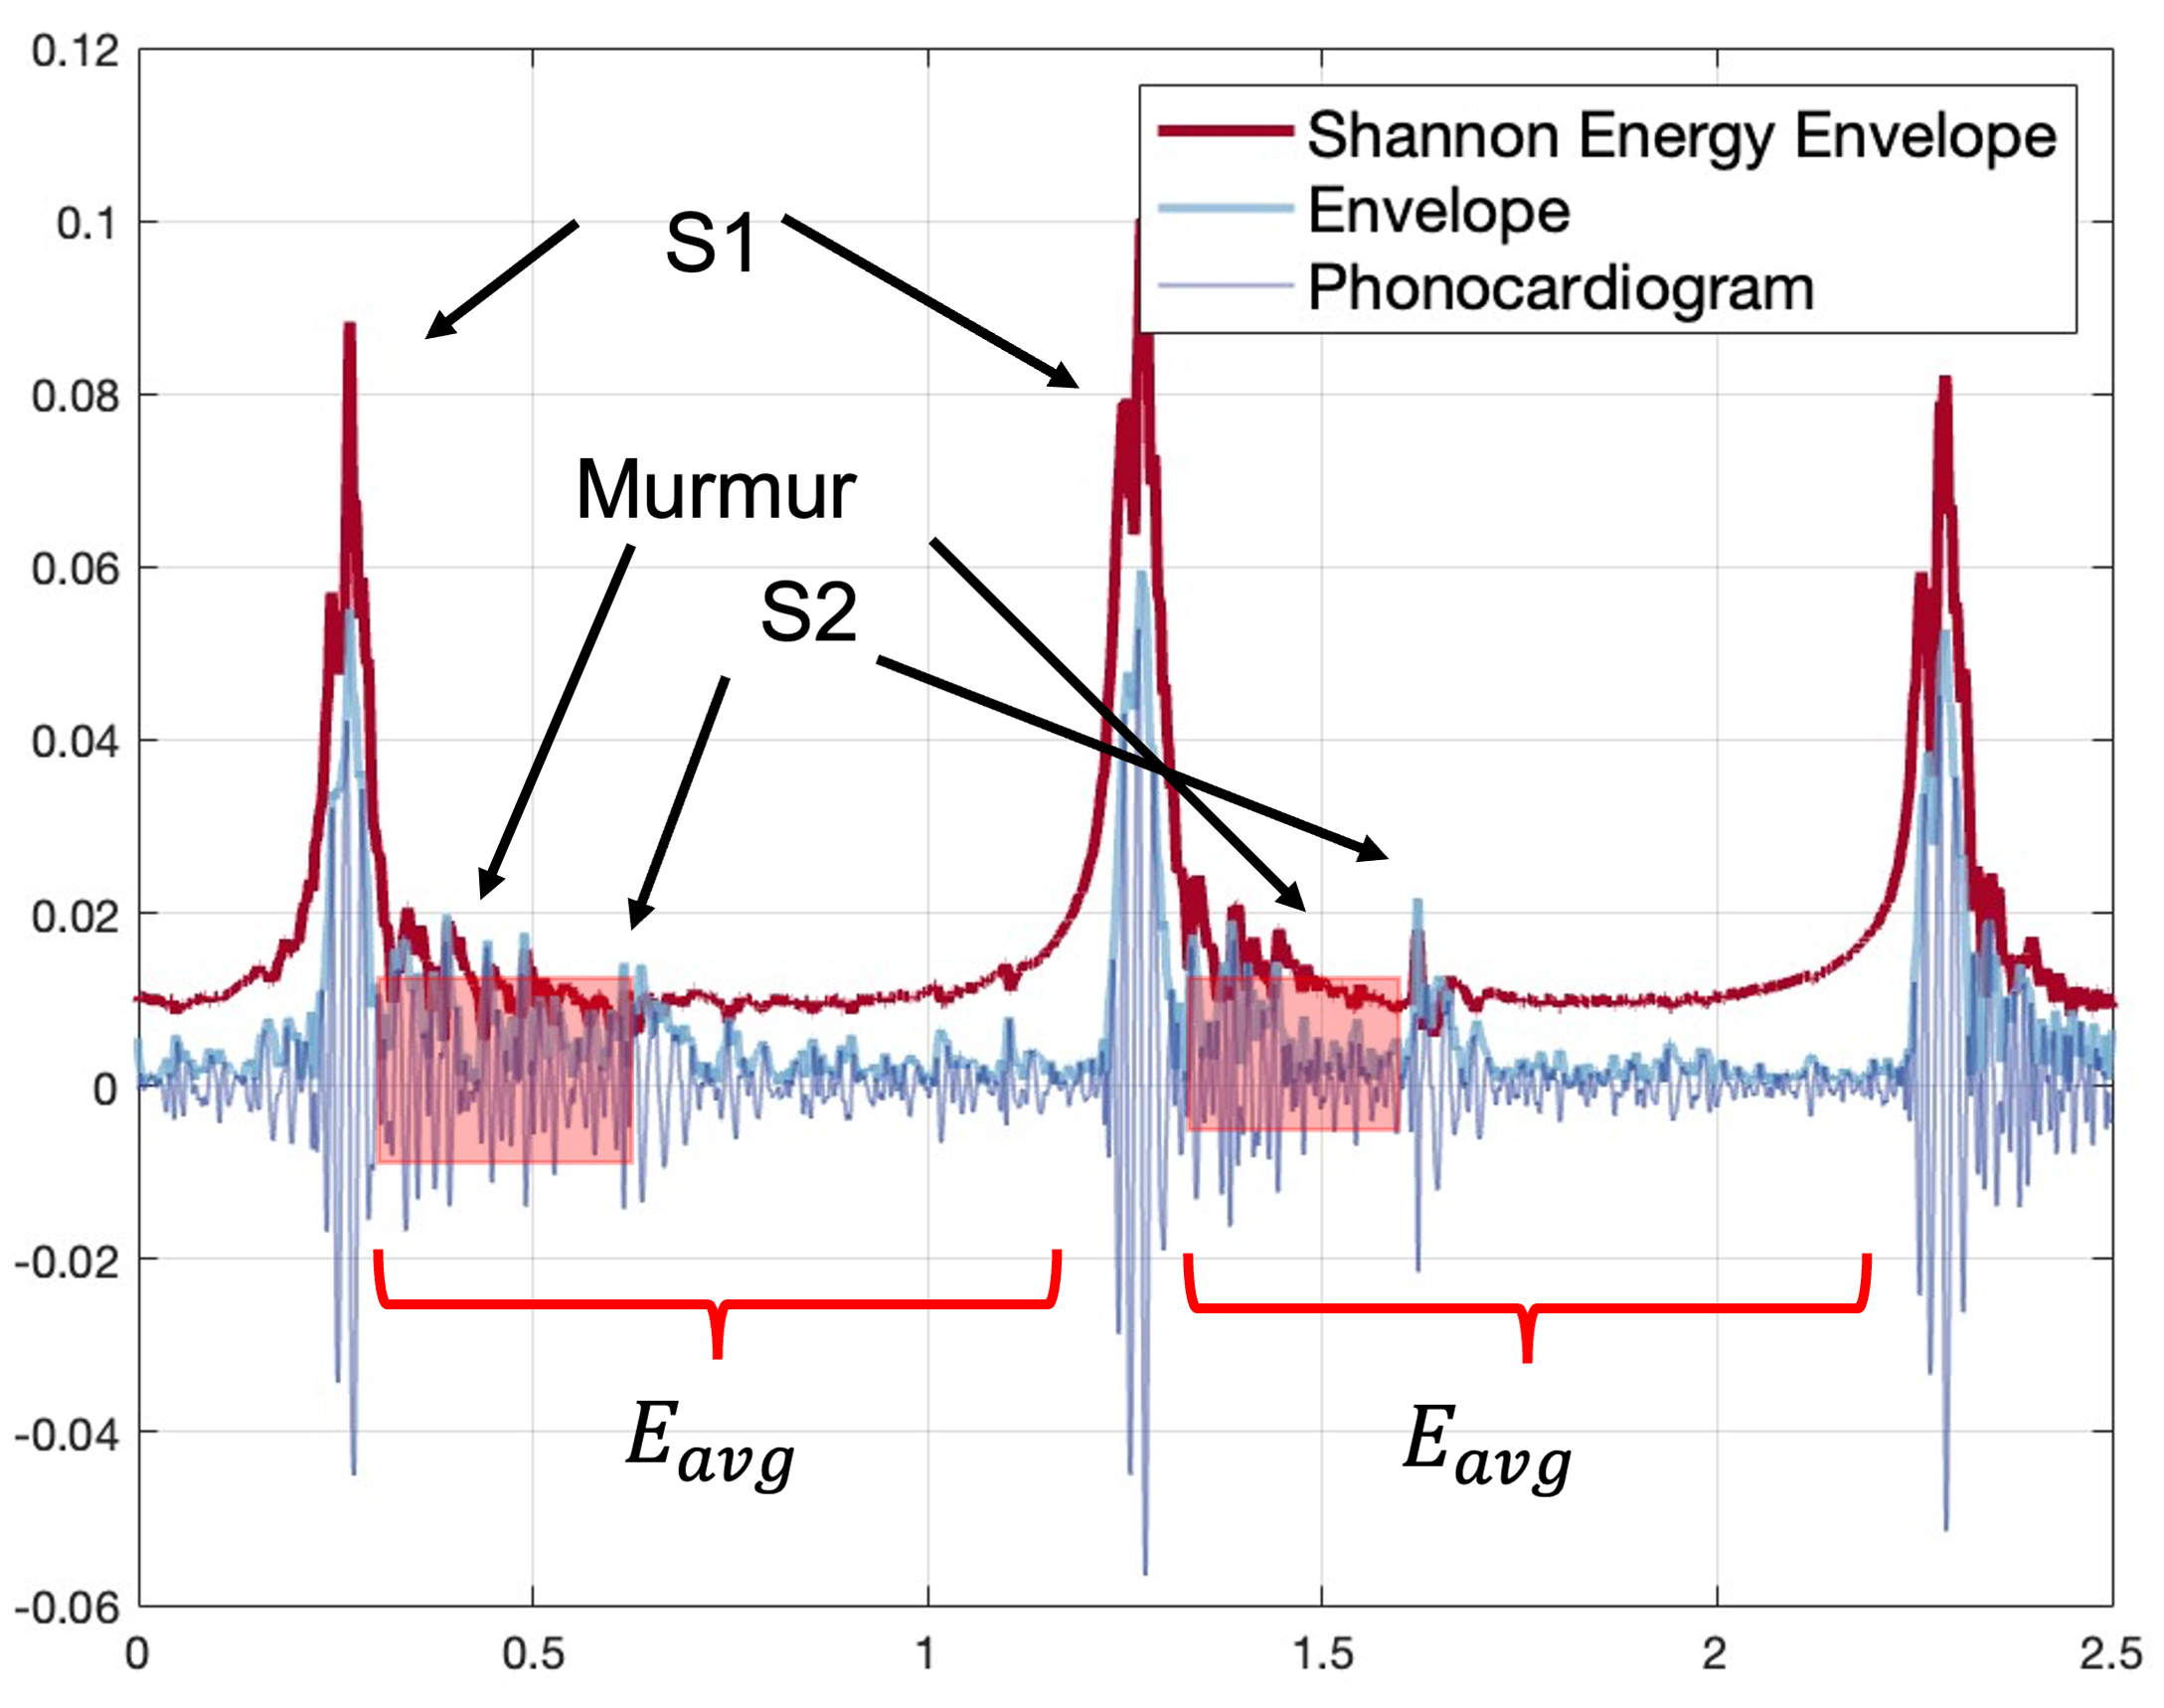 0.12
0.1
0.08
0.06
0.04
0.02
0
-0.02
-0.04
-0.06
Shannon Energy Envelope
Envelope
Phonocardiogram
S1
Murmur
S2
E_avg
E_avg
0
0.5
1
1.5
2
2.5